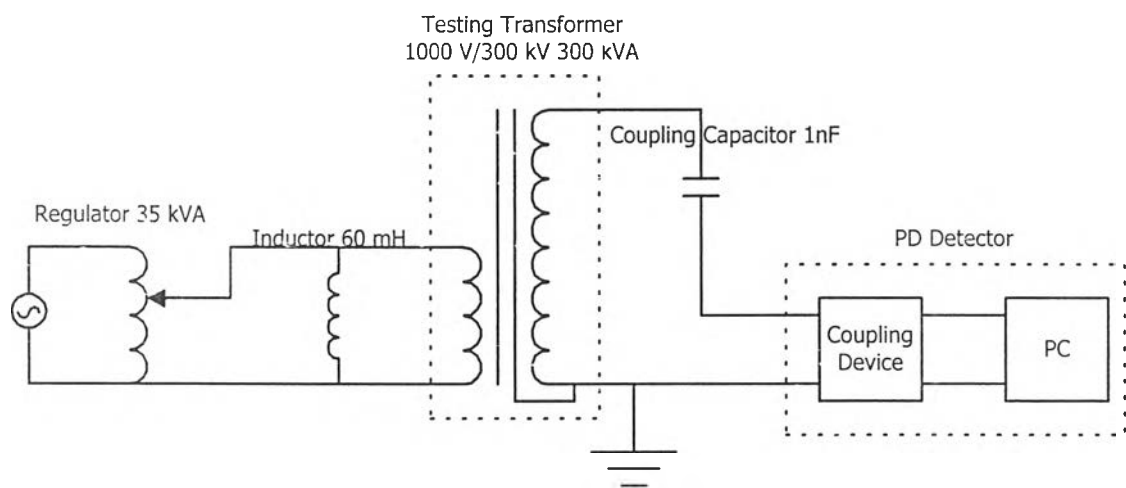 Testing Transformer
1000 V/300 kV 300 kVA
Coupling Capacitor 1nF
Regulator 35 kVA
Inductor 60 mH
PD Detector
Coupling
Device
PC